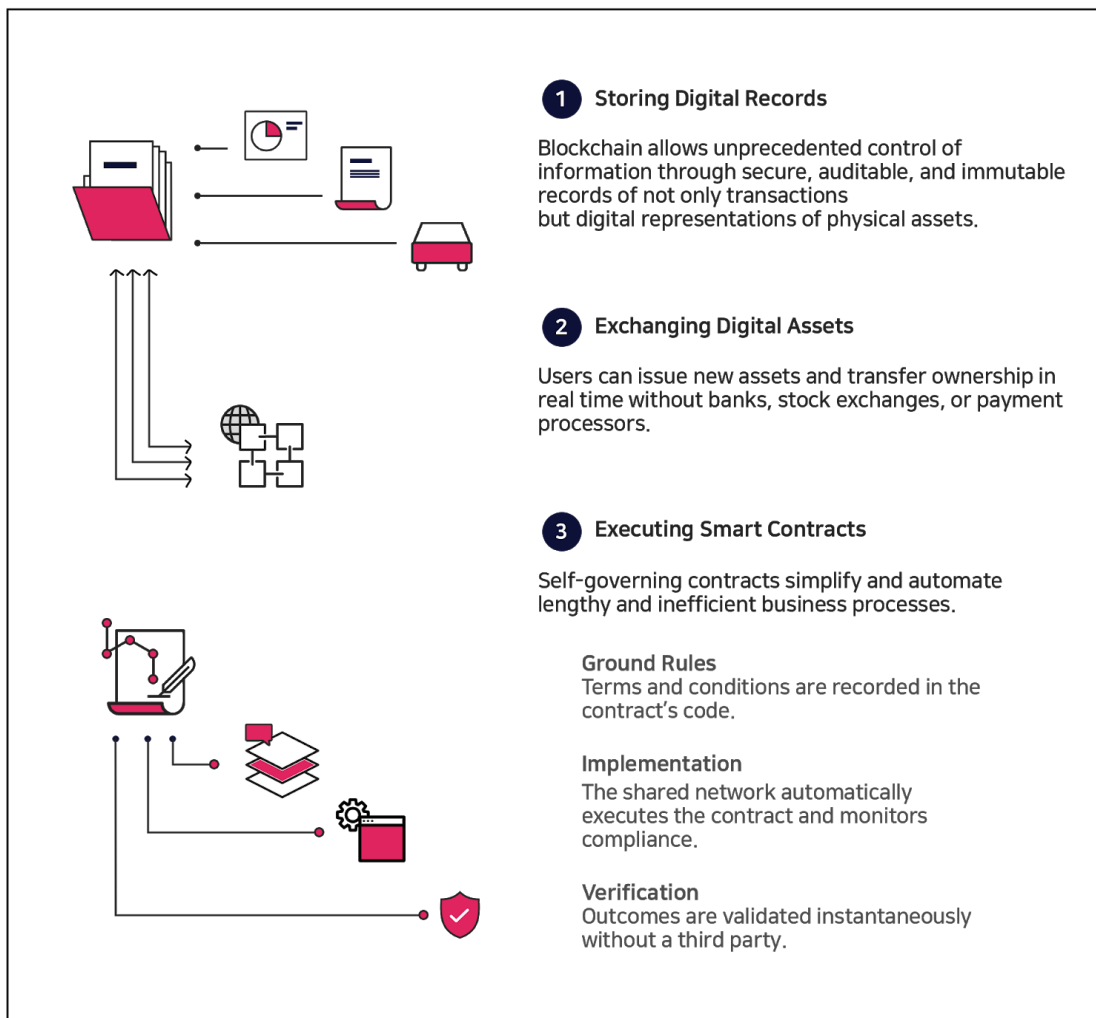 1 Storing Digital Records
Blockchain allows unprecedented control of
information through secure, auditable, and immutable
records of not only transactions
but digital representations of physical assets.
2 Exchanging Digital Assets
Users can issue new assets and transfer ownership in
real time without banks, stock exchanges, or payment
processors.
3 Executing Smart Contracts
Self-governing contracts simplify and automate
lengthy and inefficient business processes.
Ground Rules
Terms and conditions are recorded in the
contract's code.
Implementation
The shared network automatically
executes the contract and monitors
compliance.
Verification
Outcomes are validated instantaneously
without a third party.